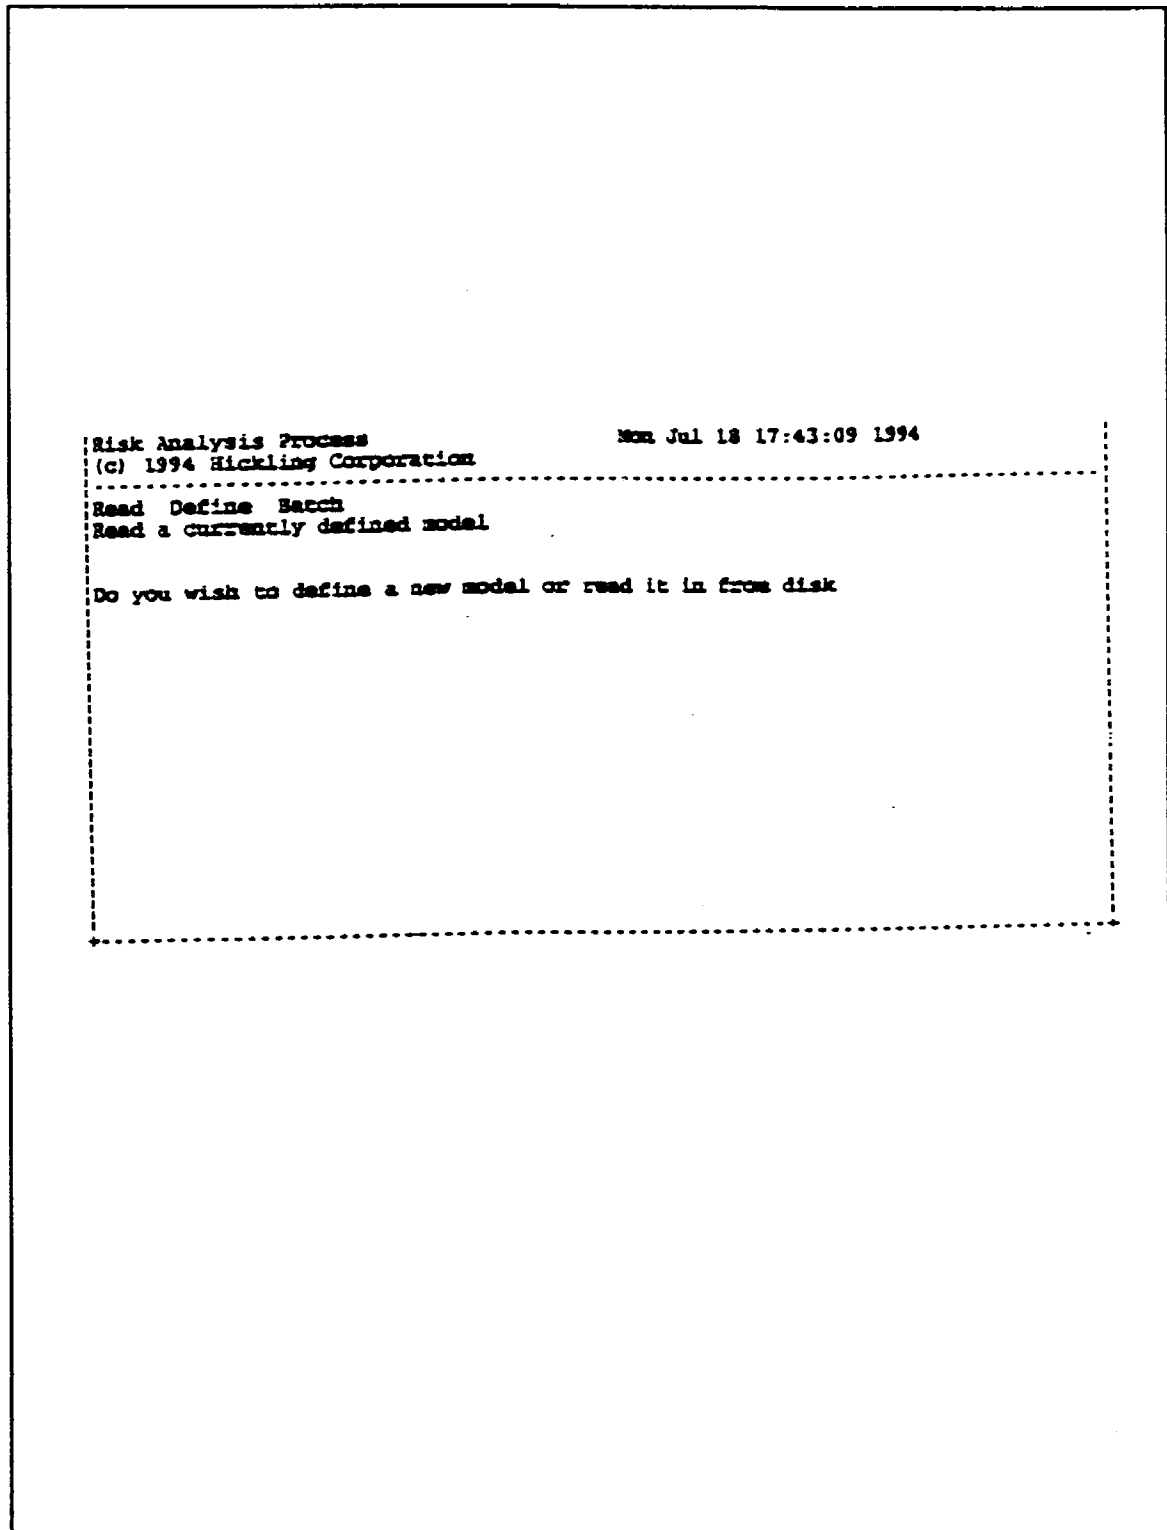 Risk Analysis Process Mon Jul 18 17:43:09 1994
(c) 1994 Hickling Corporation
Read Define Batch
Read a currently defined model
Do you wish to define a new model or read it in from disk